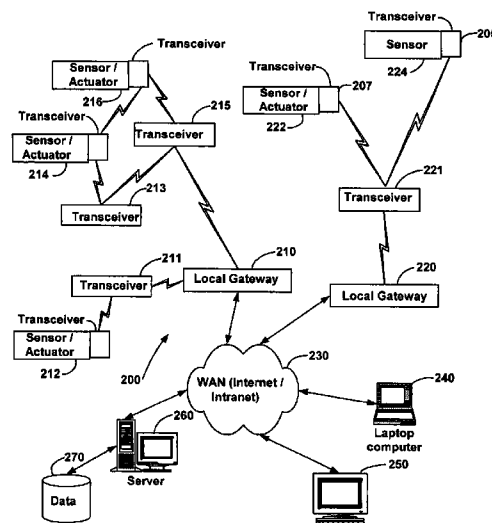 Transceiver
Sensor /
Actuator
216
Transceiver
Sensor
224
Transceiver
207
Sensor /
Actuator
222
215
Transceiver
Transceiver
Sensor /
Actuator
214
213
Transceiver
221
Transceiver
211
Transceiver
210
Local Gateway
220
Local Gateway
Transceiver
Sensor /
Actuator
212
200
230
WAN (Internet /
Intranet)
240
Laptop
computer
260
Server
270
Data
250